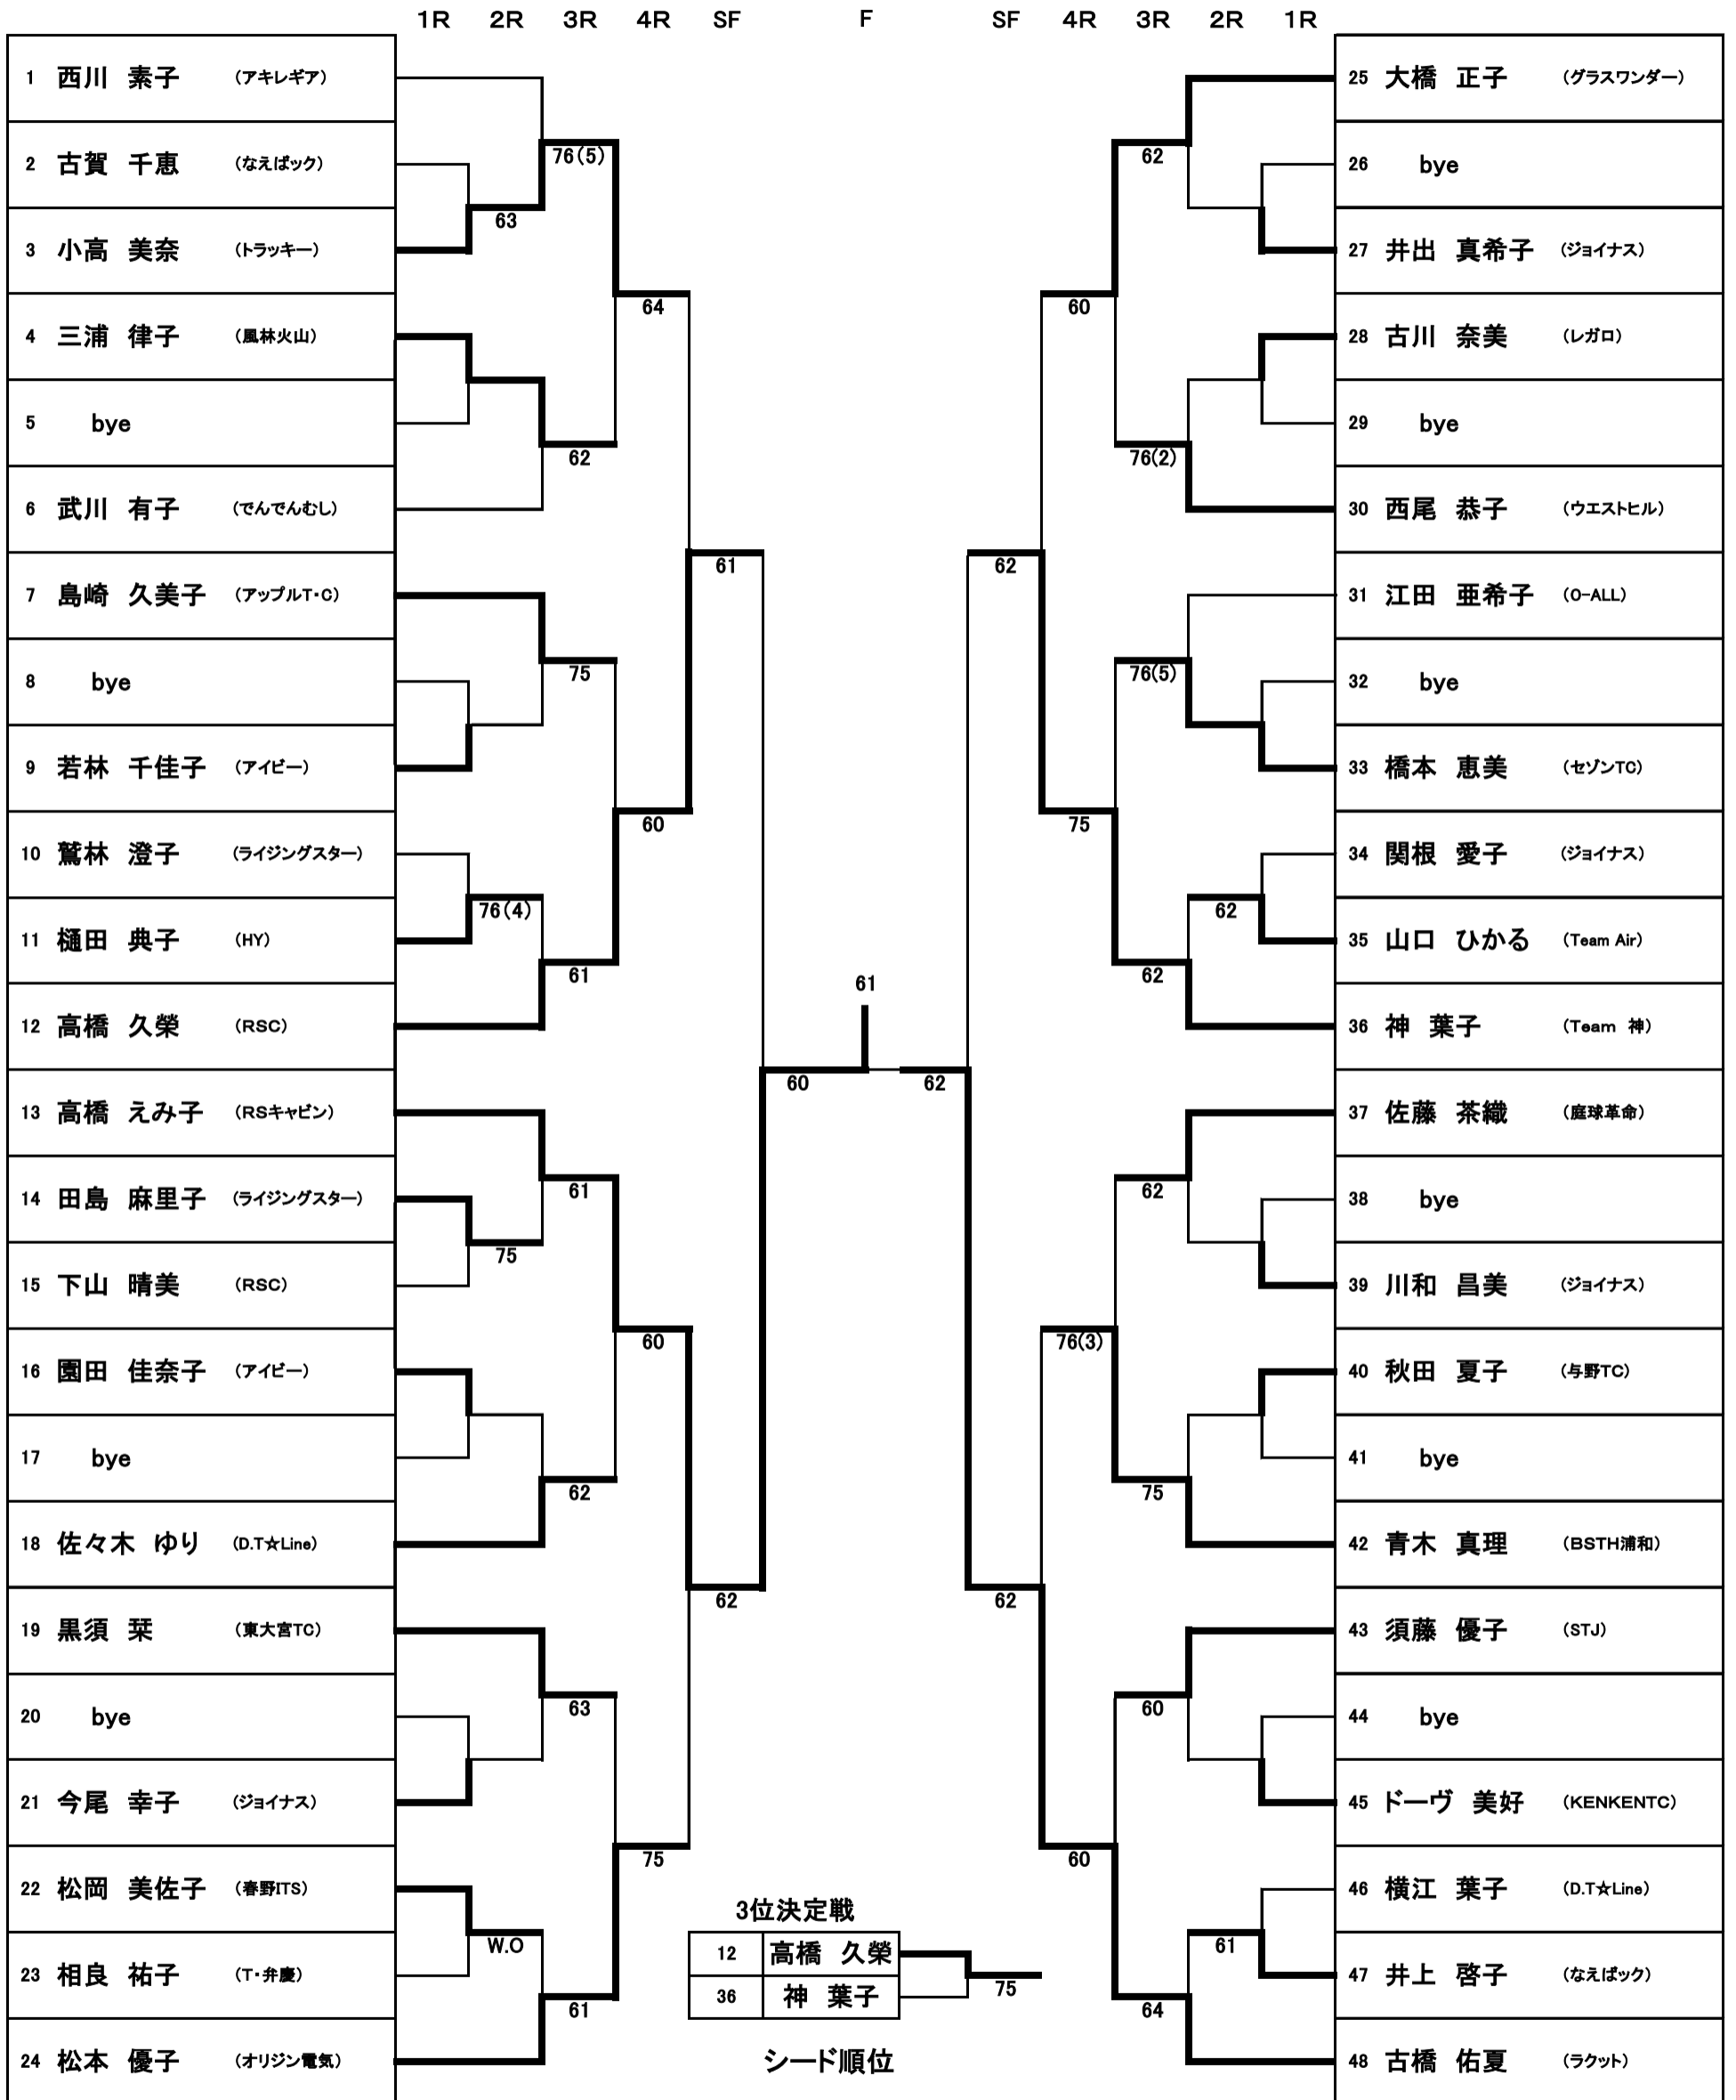 1R 2R 3R 4R SF F SF 4R 3R 2R 1R
1 西川 素子 (アキレギア)
2 古賀 千恵 (なえばック)
3 小高 美奈 (トラッキー)
4 三浦 律子 (風林火山)
5 bye
6 武川 有子 (でんでんむし)
7 島崎 久美子 (アップルT・C)
8 bye
9 若林 千佳子 (アイビー)
10 鷲林 澄子 (ライジングスター)
11 樋田 典子 (HY)
12 高橋 久榮 (RSC)
13 高橋 えみ子 (RSキャビン)
14 田島 麻里子 (ライジングスター)
15 下山 晴美 (RSC)
16 園田 佳奈子 (アイビー)
17 bye
18 佐々木 ゆり (D.T☆Line)
19 黒須 栞 (東大宮TC)
20 bye
21 今尾 幸子 (ジョイナス)
22 松岡 美佐子 (春野ITS)
23 相良 祐子 (T・弁慶)
24 松本 優子 (オリジン電気)
63
76(4)
75
W.O
76(5)
62
75
61
61
62
63
61
64
60
60
75
61
62
60
61
62
62
62
60
75
76(3)
60
62
76(2)
76(5)
62
62
75
60
64
62
61
25 大橋 正子 (グラスワンダー)
26 bye
27 井出 真希子 (ジョイナス)
28 古川 奈美 (レガロ)
29 bye
30 西尾 恭子 (ウエストヒル)
31 江田 亜希子 (O-ALL)
32 bye
33 橋本 恵美 (セゾンTC)
34 関根 愛子 (ジョイナス)
35 山口 ひかる (Team Air)
36 神 葉子 (Team 神)
37 佐藤 茶織 (庭球革命)
38 bye
39 川和 昌美 (ジョイナス)
40 秋田 夏子 (与野TC)
41 bye
42 青木 真理 (BSTH浦和)
43 須藤 優子 (STJ)
44 bye
45 ドーヴ 美好 (KENKENTC)
46 横江 葉子 (D.T☆Line)
47 井上 啓子 (なえばック)
48 古橋 佑夏 (ラクット)
3位決定戦
12 高橋 久榮
36 神 葉子
75
シード順位